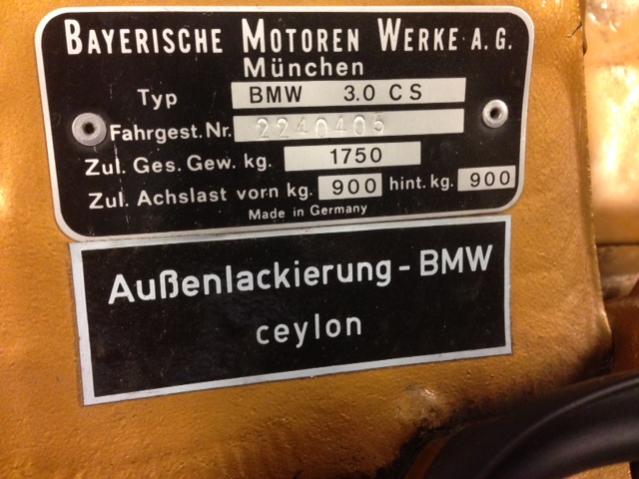 BAYERISCHE MOTOREN WERKE A.G.
München
Typ BMW 3.0 CS
Fahrgest.Nr. 2240405
Zul. Ges. Gew. kg. 1750
Zul. Achslast vorn kg. 900 hint. kg. 900
Made in Germany
Außenlackierung - BMW
ceylon